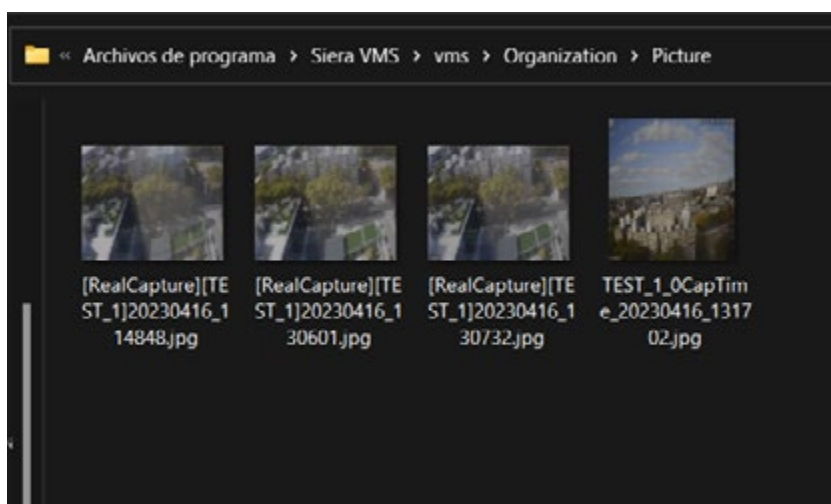 « Archivos de programa > Siera VMS > vms > Organization > Picture
[RealCapture][TE
ST_1]20230416_1
14848.jpg
[RealCapture][TE
ST_1]20230416_1
30601.jpg
[RealCapture][TE
ST_1]20230416_1
30732.jpg
TEST_1_0CapTim
e_20230416_1317
02.jpg